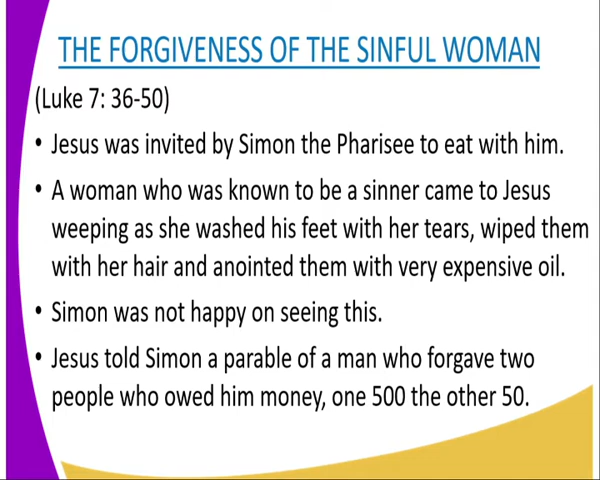 THE FORGIVENESS OF THE SINFUL WOMAN
(Luke 7: 36-50)
• Jesus was invited by Simon the Pharisee to eat with him.
• A woman who was known to be a sinner came to Jesus
weeping as she washed his feet with her tears, wiped them
with her hair and anointed them with very expensive oil.
• Simon was not happy on seeing this.
• Jesus told Simon a parable of a man who forgave two
people who owed him money, one 500 the other 50.